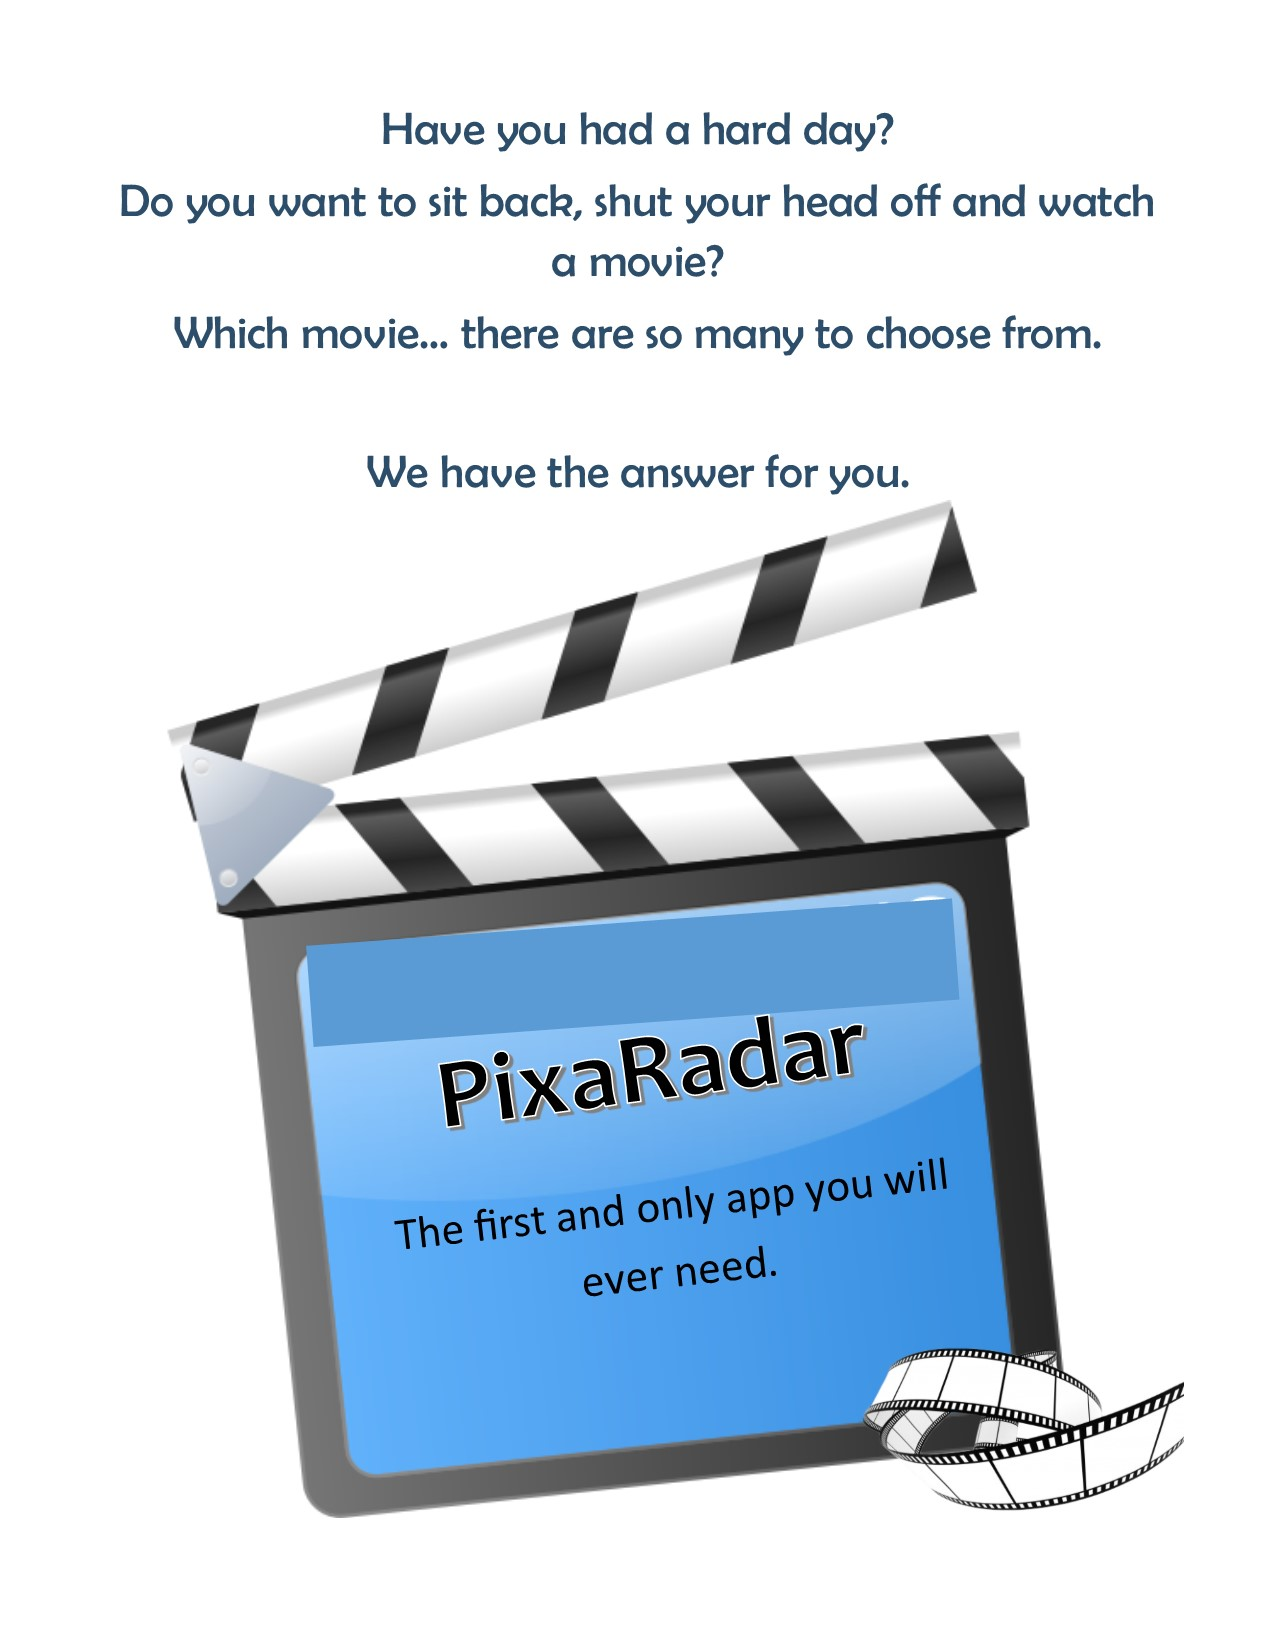 Have you had a hard day?
Do you want to sit back, shut your head off and watch
a movie?
Which movie... there are so many to choose from.
We have the answer for you.
PixaRadar
The first and only app you will
ever need.